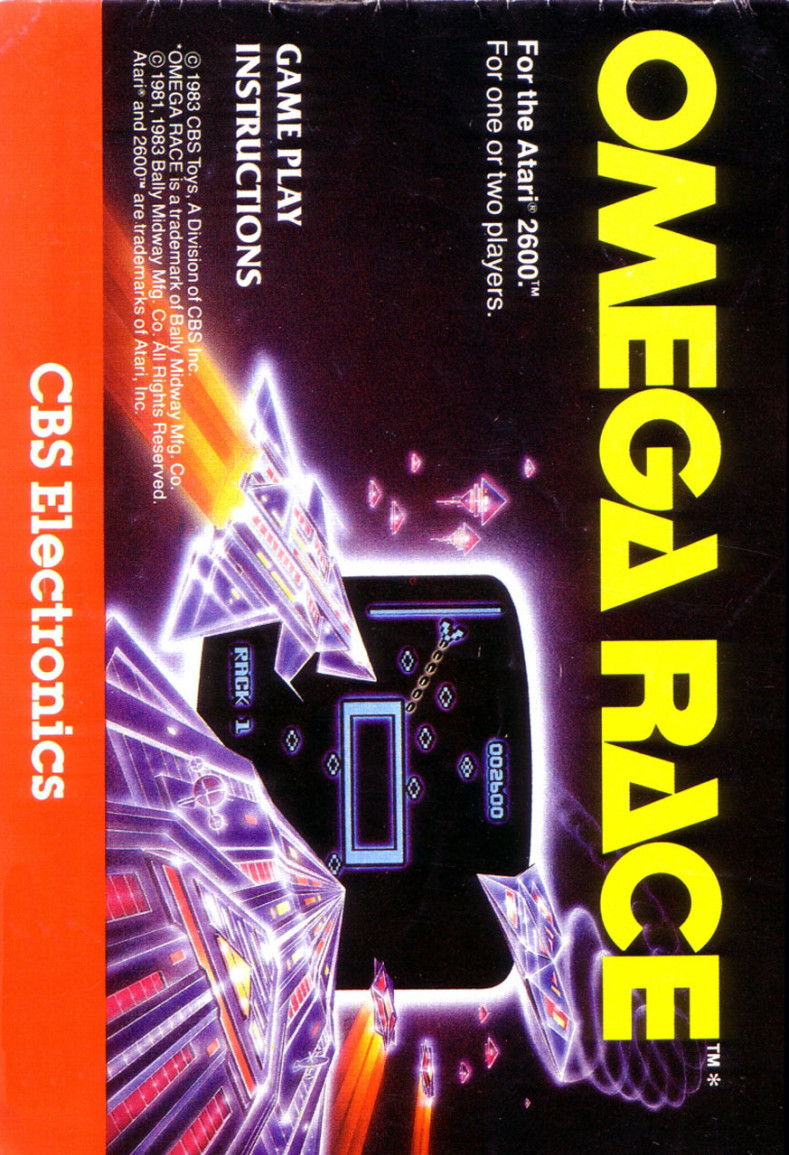 OMEGA RACE™*
For the Atari® 2600.™
For one or two players.
002600
RACK 1
GAME PLAY
INSTRUCTIONS
© 1983 CBS Toys, A Division of CBS Inc.
*OMEGA RACE is a trademark of Bally Midway Mfg. Co.
© 1981, 1983 Bally Midway Mfg. Co. All Rights Reserved.
Atari® and 2600™ are trademarks of Atari, Inc.
CBS Electronics